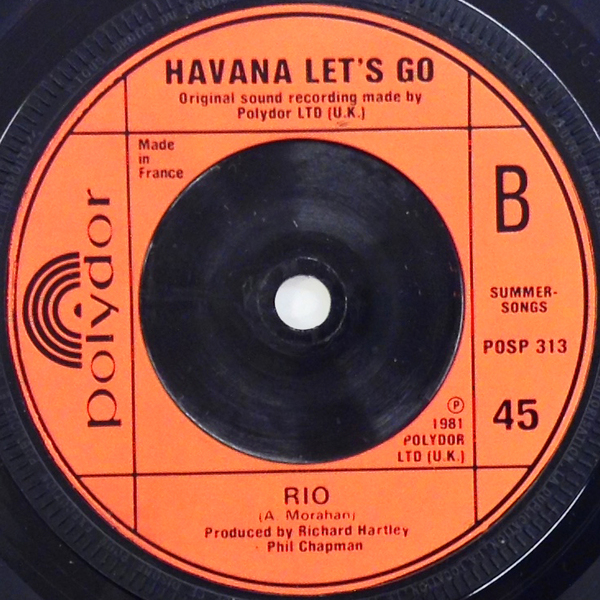 HAVANA LET'S GO
Original sound recording made by
Polydor LTD (U.K.)
Made
in
France
polydor
B
SUMMER-
SONGS
POSP 313
45
℗
1981
POLYDOR
LTD (U.K.)
RIO
(A. Morahan)
Produced by Richard Hartley
Phil Chapman